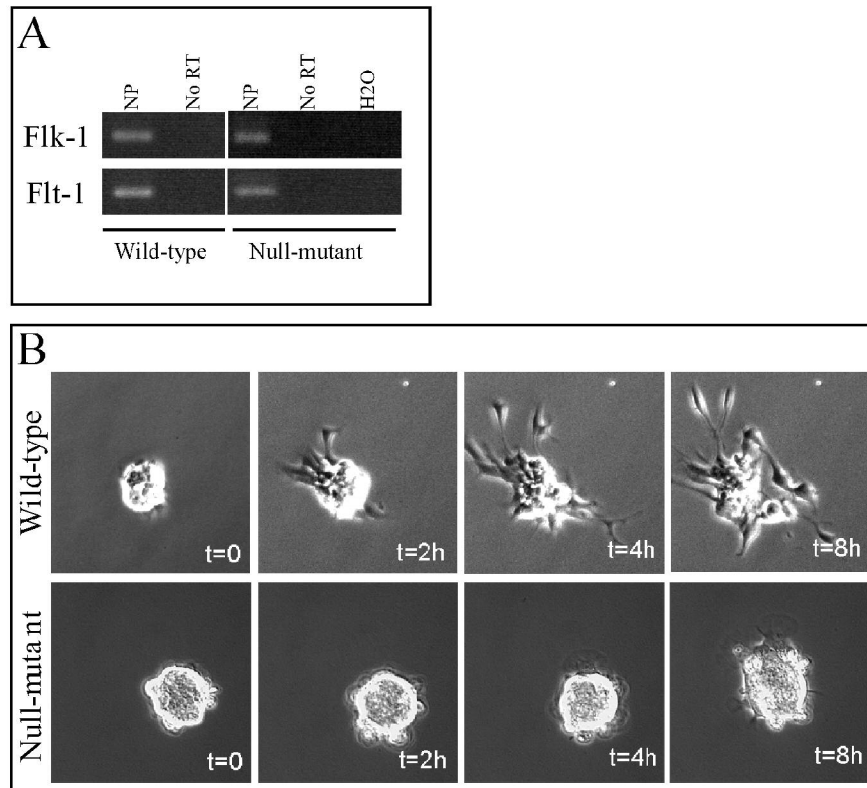 A
NP No RT NP No RT H2O
Flk-1
Flt-1
Wild-type Null-mutant
B
Wild-type
t=0 t=2h t=4h t=8h
Null-mutant
t=0 t=2h t=4h t=8h